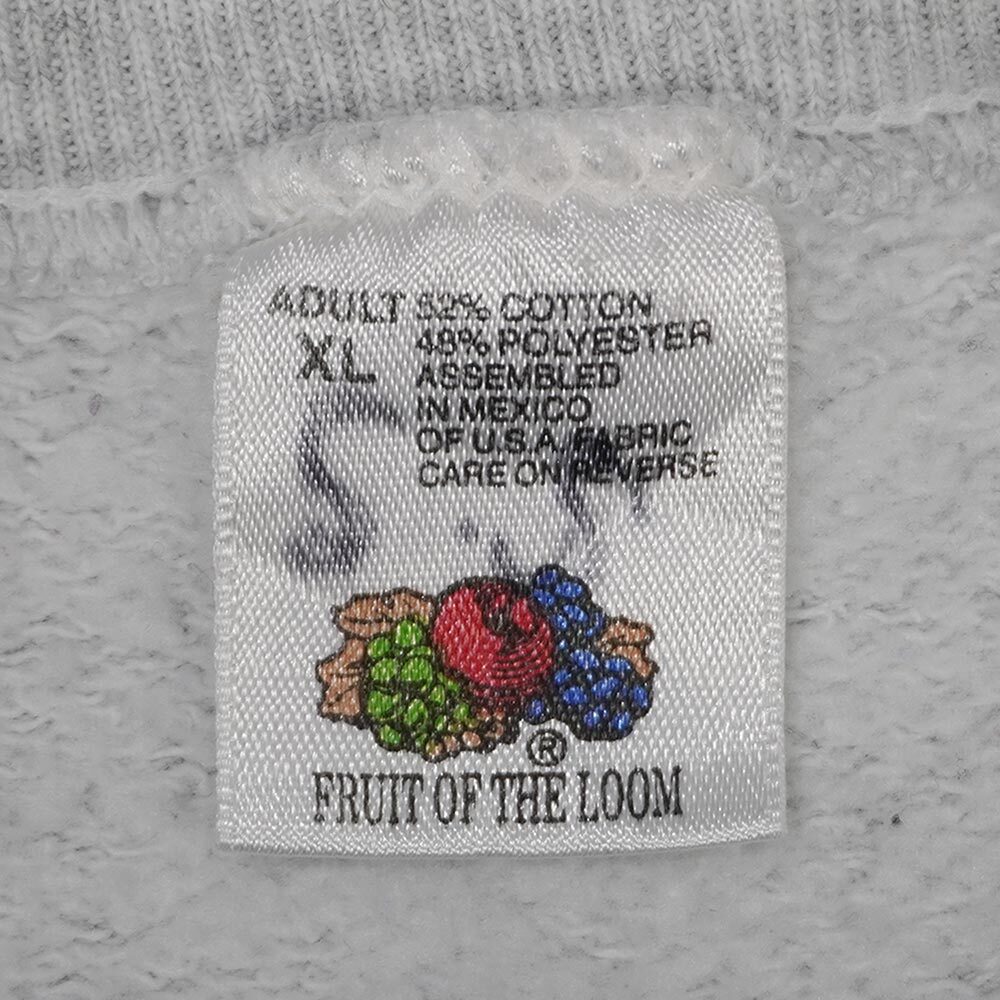 ADULT 52% COTTON
XL 48% POLYESTER
ASSEMBLED
IN MEXICO
OF U.S.A. FABRIC
CARE ON REVERSE
®
FRUIT OF THE LOOM